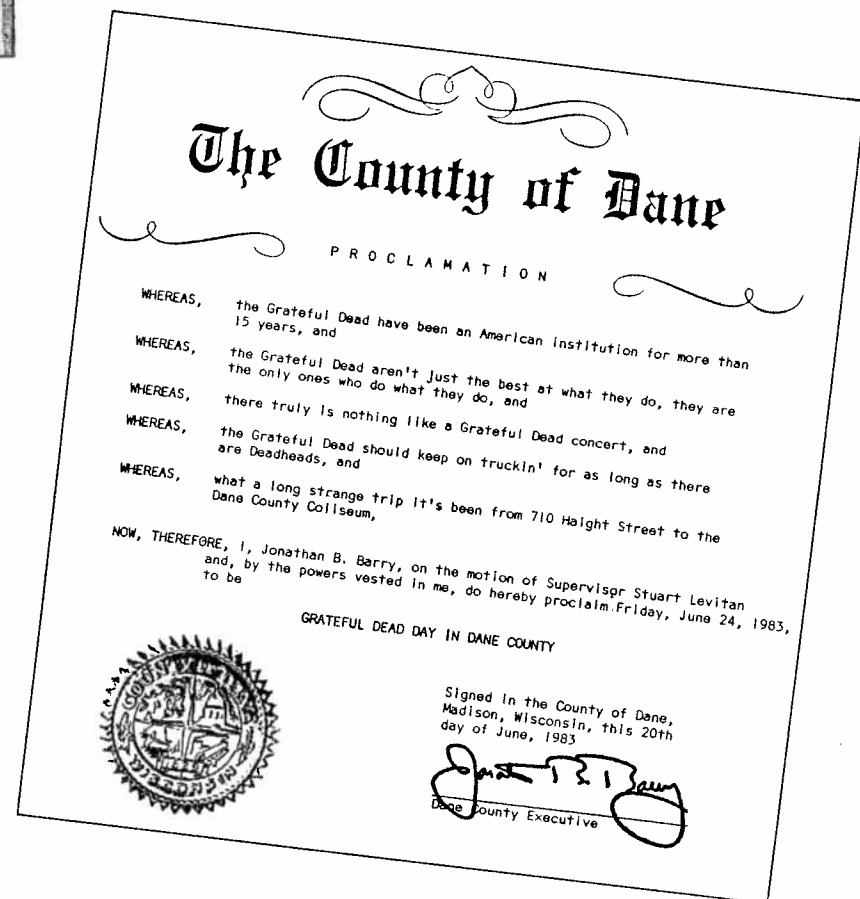 The County of Dane
PROCLAMATION
WHEREAS, the Grateful Dead have been an American institution for more than
15 years, and
WHEREAS, the Grateful Dead aren't just the best at what they do, they are
the only ones who do what they do, and
WHEREAS, there truly is nothing like a Grateful Dead concert, and
WHEREAS, the Grateful Dead should keep on truckin' for as long as there
are Deadheads, and
WHEREAS, what a long strange trip it's been from 710 Haight Street to the
Dane County Coliseum,
NOW, THEREFORE, I, Jonathan B. Barry, on the motion of Supervisor Stuart Levitan
and, by the powers vested in me, do hereby proclaim Friday, June 24, 1983,
to be
GRATEFUL DEAD DAY IN DANE COUNTY
COUNTY OF DANE
WISCONSIN
Signed in the County of Dane,
Madison, Wisconsin, this 20th
day of June, 1983
Jonathan B. Barry
Dane County Executive